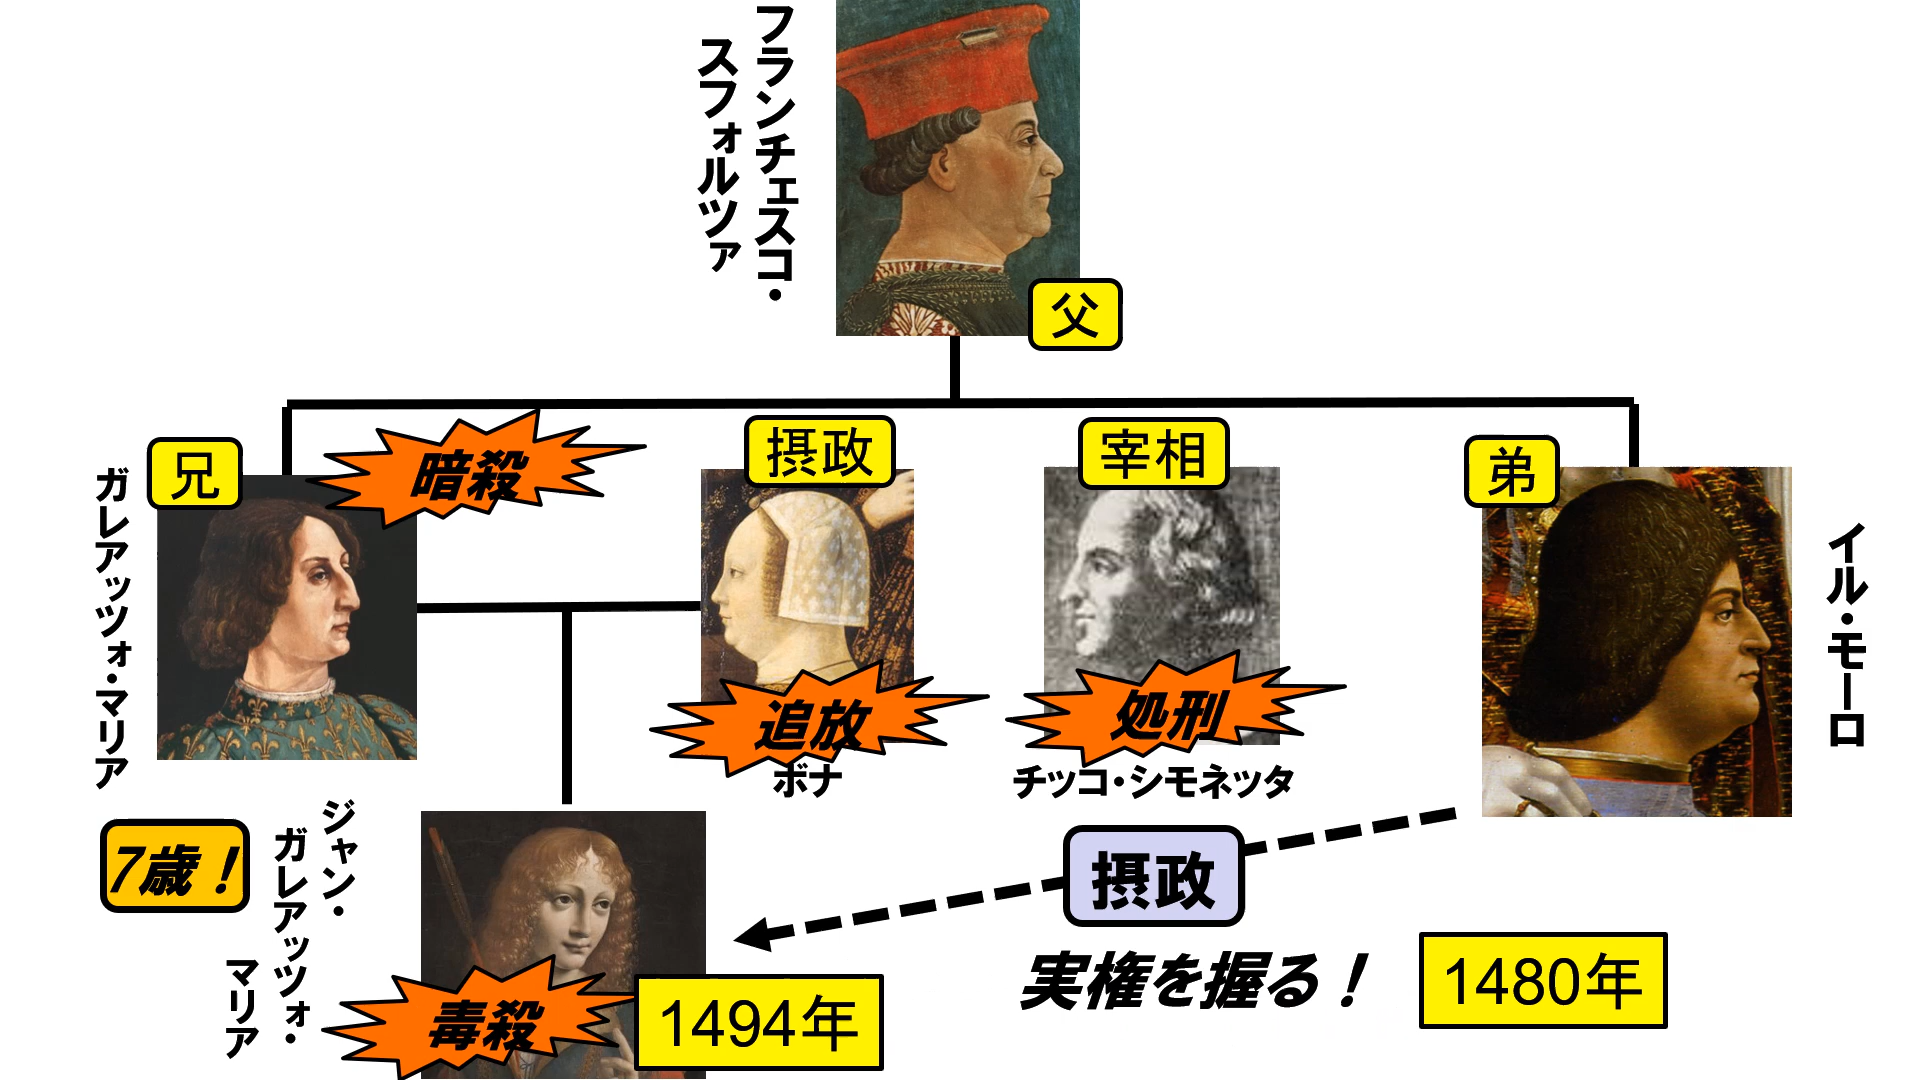 フランチェスコ・
スフォルツァ
父
兄
暗殺
摂政
宰相
弟
ガレアッツォ・マリア
イル・モーロ
追放
ボナ
処刑
チッコ・シモネッタ
7歳！
ジャン・
ガレアッツォ・
マリア
摂政
実権を握る！
1480年
毒殺
1494年